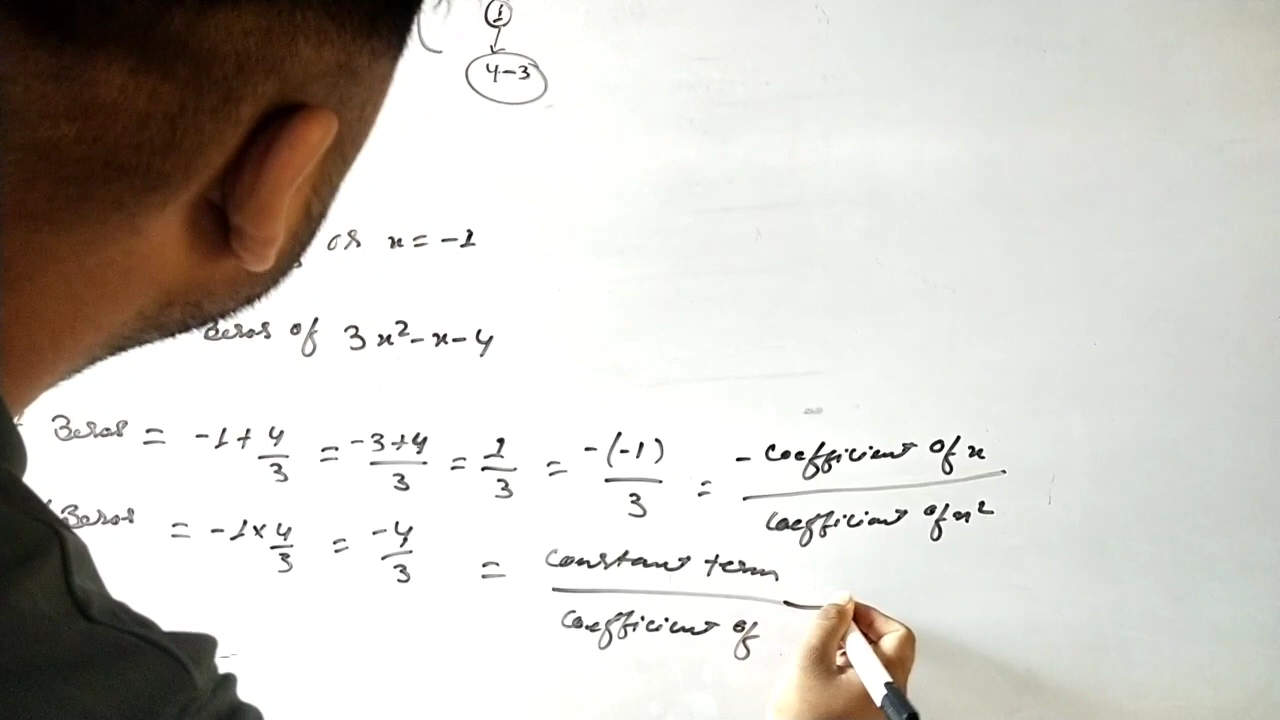 1
4-3
or x = -1
zeros of 3x²-x-4
zeros = -1 + 4/3 = -3+4/3 = 1/3 = -(-1)/3 = - coefficient of x/coefficient of x²
zeros = -1 × 4/3 = -4/3 = constant term/coefficient of